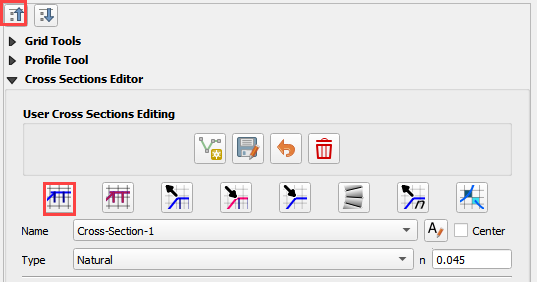 Grid Tools
Profile Tool
Cross Sections Editor
User Cross Sections Editing
Name Cross-Section-1 A Center
Type Natural n 0.045